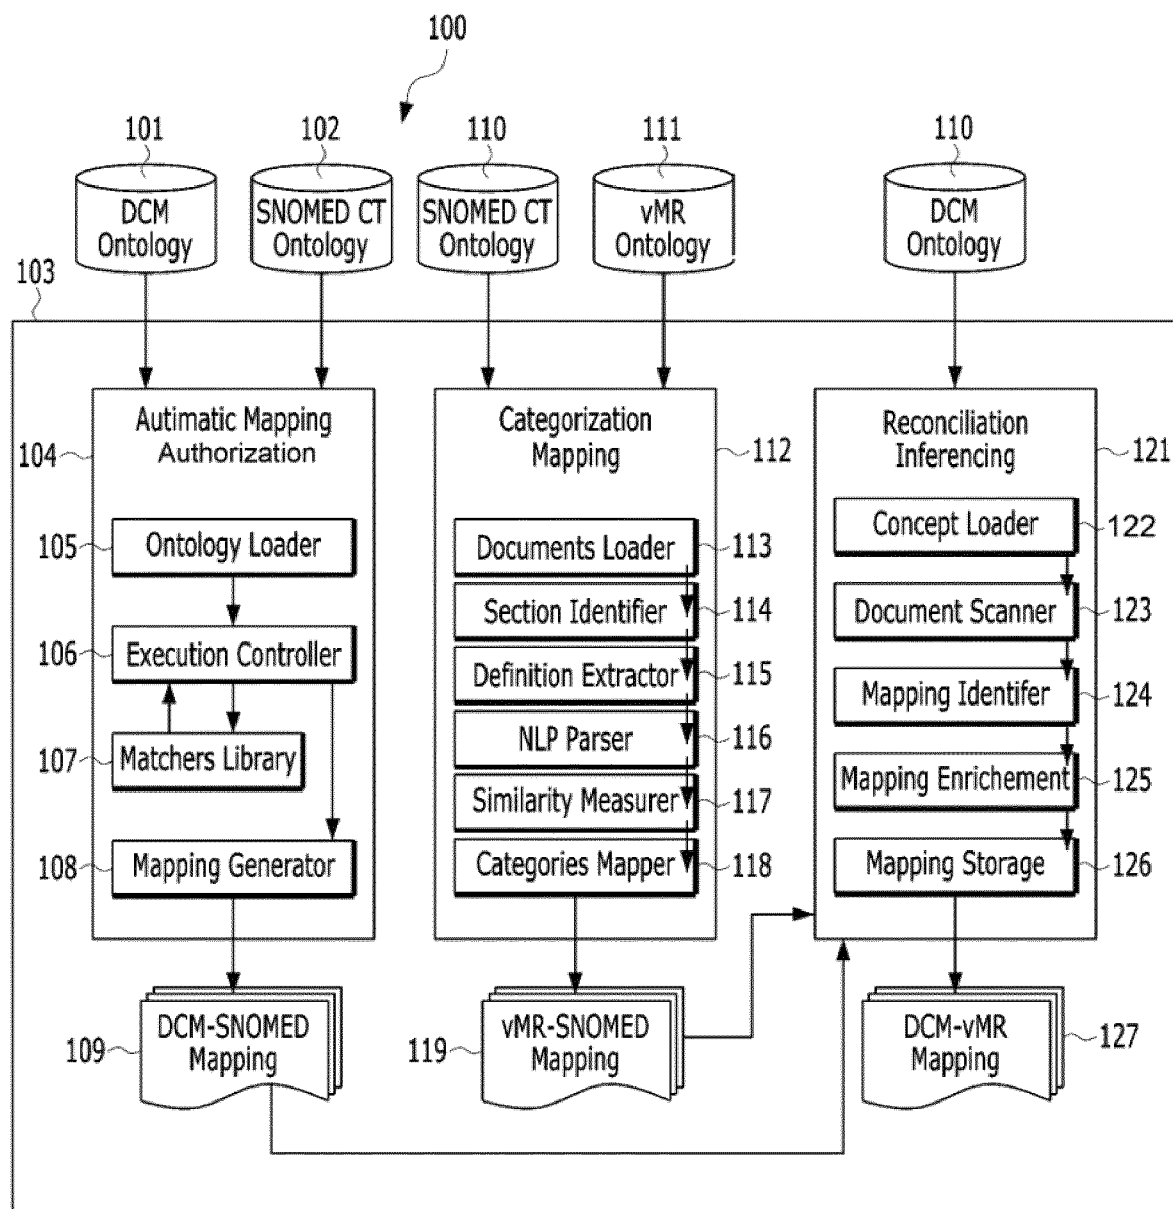 100
101
102
110
111
110
DCM
Ontology
SNOMED CT
Ontology
SNOMED CT
Ontology
vMR
Ontology
DCM
Ontology
103
104
Autimatic Mapping
Authorization
105
Ontology Loader
106
Execution Controller
107
Matchers Library
108
Mapping Generator
109
DCM-SNOMED
Mapping
Categorization
Mapping
112
Documents Loader
113
Section Identifier
114
Definition Extractor
115
NLP Parser
116
Similarity Measurer
117
Categories Mapper
118
119
vMR-SNOMED
Mapping
Reconciliation
Inferencing
121
Concept Loader
122
Document Scanner
123
Mapping Identifer
124
Mapping Enrichement
125
Mapping Storage
126
DCM-vMR
Mapping
127